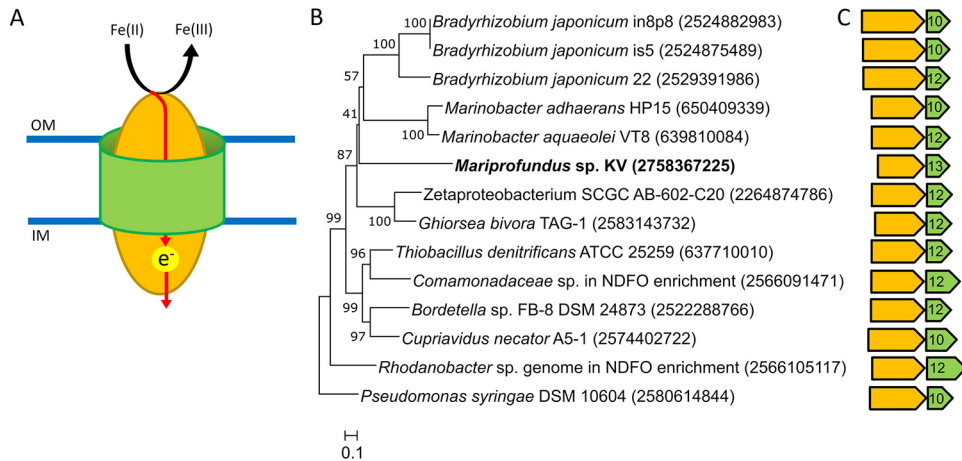 A
Fe(II) Fe(III)
OM
IM
e-
B
Bradyrhizobium japonicum in8p8 (2524882983)
Bradyrhizobium japonicum is5 (2524875489)
Bradyrhizobium japonicum 22 (2529391986)
Marinobacter adhaerans HP15 (650409339)
Marinobacter aquaeolei VT8 (639810084)
Mariprofundus sp. KV (2758367225)
Zetaproteobacterium SCGC AB-602-C20 (2264874786)
Ghiorsea bivora TAG-1 (2583143732)
Thiobacillus denitrificans ATCC 25259 (637710010)
Comamonadaceae sp. in NDFO enrichment (2566091471)
Bordetella sp. FB-8 DSM 24873 (2522288766)
Cupriavidus necator A5-1 (2574402722)
Rhodanobacter sp. genome in NDFO enrichment (2566105117)
Pseudomonas syringae DSM 10604 (2580614844)
100
100
57
41
100
87
99
100
96
99
97
0.1
C
10
10
12
10
12
13
12
12
12
12
12
10
12
10